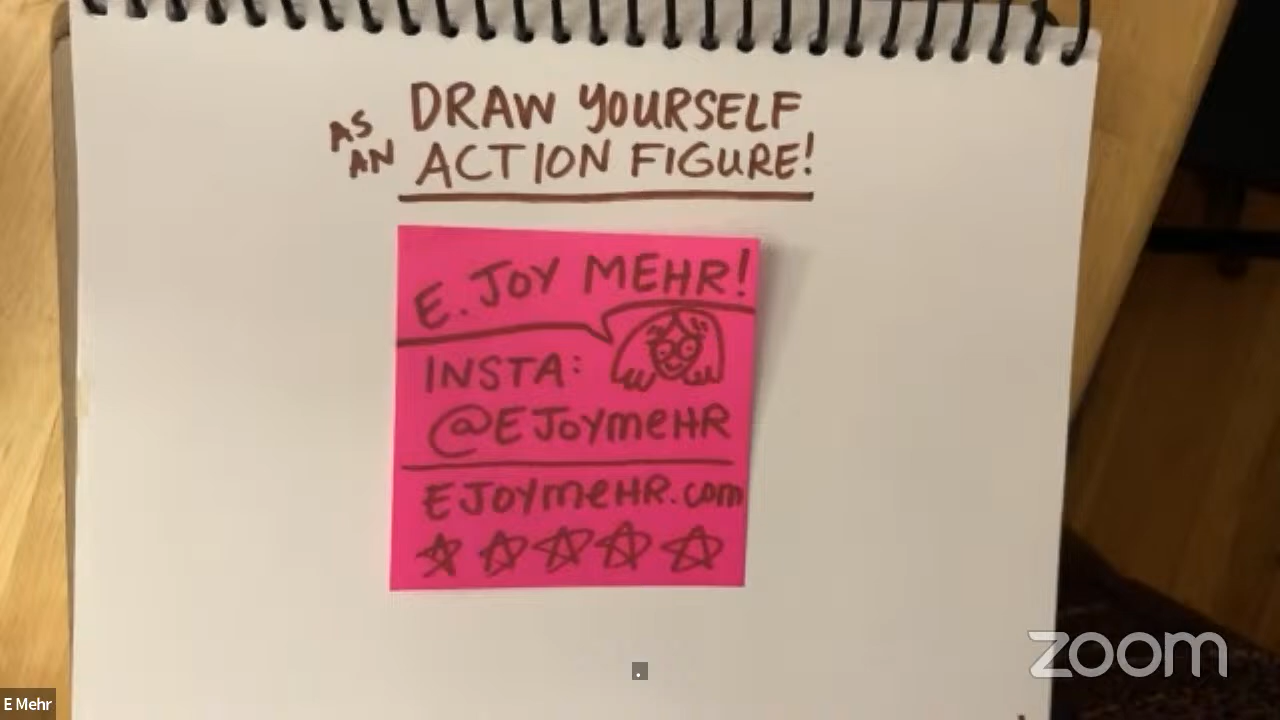 DRAW YOURSELF
AS AN ACTION FIGURE!
E. JOY MEHR!
INSTA:
@EJoymeHR
EJoymeHR.com
zoom
E Mehr